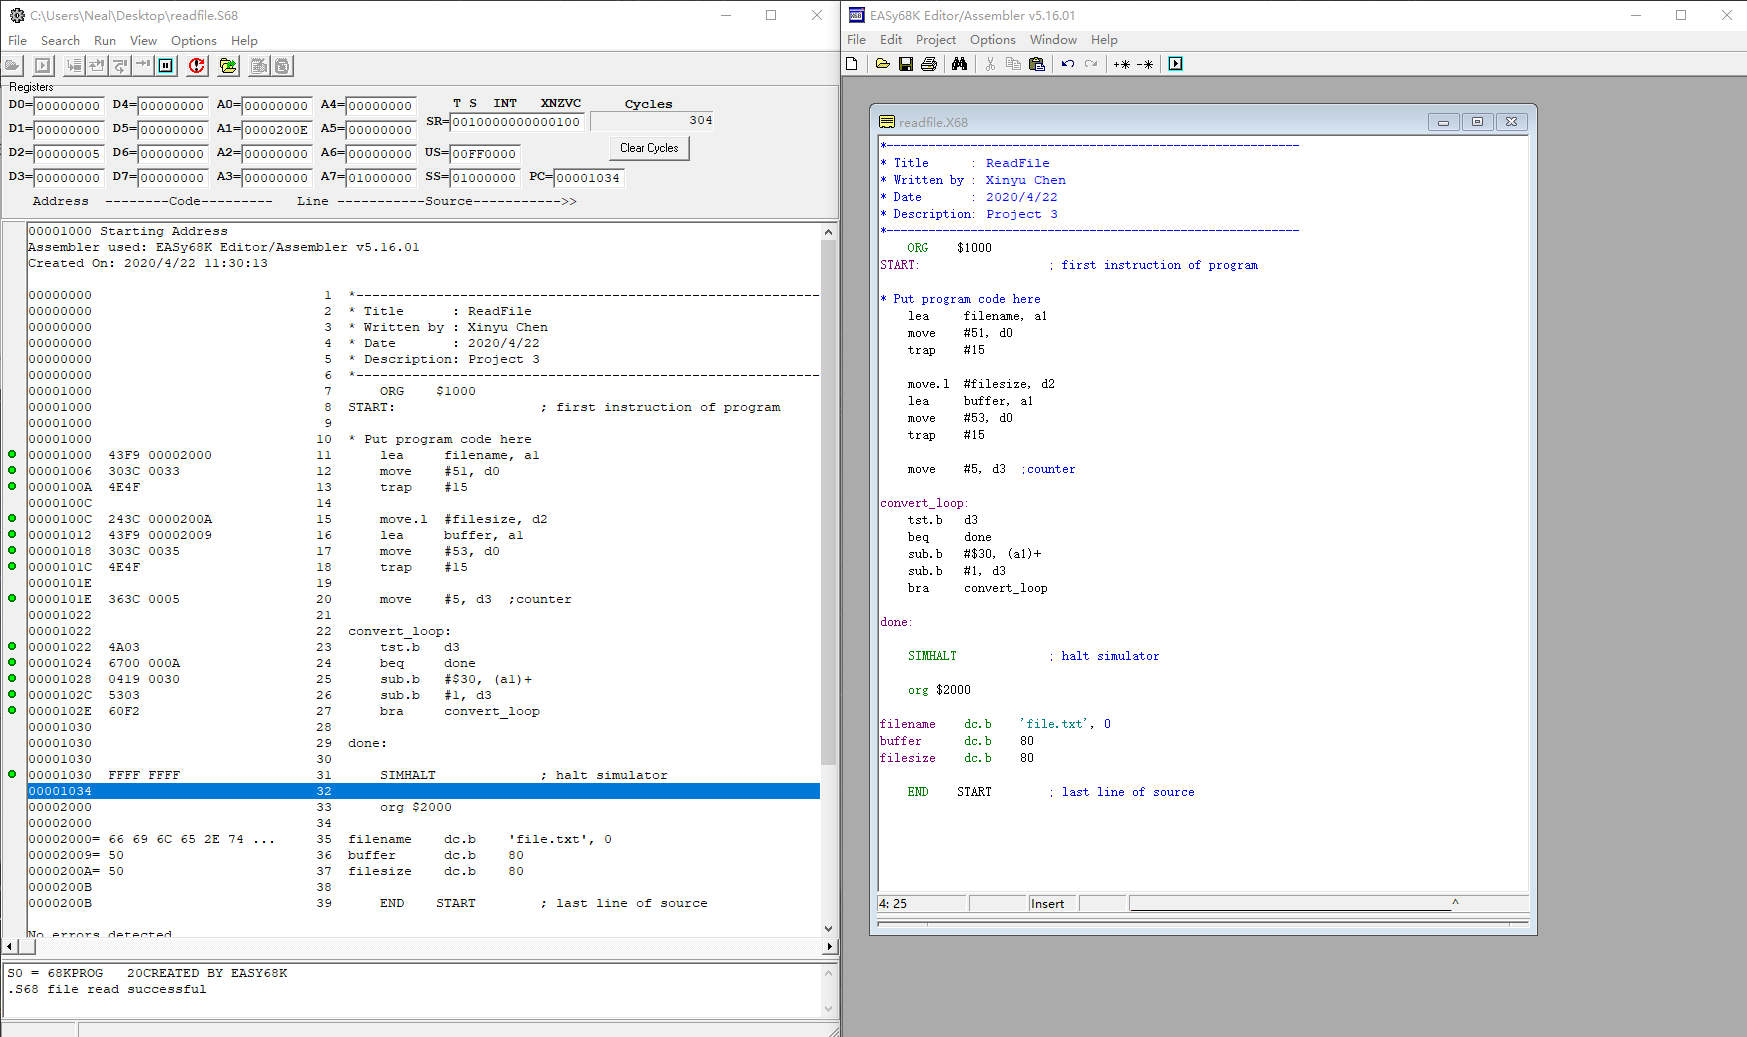 C:\Users\Neal\Desktop\readfile.S68
File Search Run View Options Help
Registers
D0= 00000000 D4= 00000000 A0= 00000000 A4= 00000000 T S INT XNZVC Cycles
D1= 00000000 D5= 00000000 A1= 0000200E A5= 00000000 SR= 0010000000000100 304
D2= 00000005 D6= 00000000 A2= 00000000 A6= 00000000 US= 00FF0000 Clear Cycles
D3= 00000000 D7= 00000000 A3= 00000000 A7= 01000000 SS= 01000000 PC= 00001034
Address --------Code--------- Line ------------Source----------->>
00001000 Starting Address
Assembler used: EASy68K Editor/Assembler v5.16.01
Created On: 2020/4/22 11:30:13
00000000 1 *----------------------------------------------------------
00000000 2 * Title : ReadFile
00000000 3 * Written by : Xinyu Chen
00000000 4 * Date : 2020/4/22
00000000 5 * Description: Project 3
00000000 6 *----------------------------------------------------------
00001000 7 ORG $1000
00001000 8 START: ; first instruction of program
00001000 9
00001000 10 * Put program code here
00001000 43F9 00002000 11 lea filename, a1
00001006 303C 0033 12 move #51, d0
0000100A 4E4F 13 trap #15
0000100C 14
0000100C 243C 0000200A 15 move.l #filesize, d2
00001012 43F9 00002009 16 lea buffer, a1
00001018 303C 0035 17 move #53, d0
0000101C 4E4F 18 trap #15
0000101E 19
0000101E 363C 0005 20 move #5, d3 ;counter
00001022 21
00001022 22 convert_loop:
00001022 4A03 23 tst.b d3
00001024 6700 000A 24 beq done
00001028 0419 0030 25 sub.b #$30, (a1)+
0000102C 5303 26 sub.b #1, d3
0000102E 60F2 27 bra convert_loop
00001030 28
00001030 29 done:
00001030 30
00001030 FFFF FFFF 31 SIMHALT ; halt simulator
00001034 32
00002000 33 org $2000
00002000 34
00002000= 66 69 6C 65 2E 74 ... 35 filename dc.b 'file.txt', 0
00002009= 50 36 buffer dc.b 80
0000200A= 50 37 filesize dc.b 80
0000200B 38
0000200B 39 END START ; last line of source
No errors detected
S0 = 68KPROG 20CREATED BY EASY68K
.S68 file read successful
EASy68K Editor/Assembler v5.16.01
File Edit Project Options Window Help
readfile.X68
*-----------------------------------------------------------
* Title : ReadFile
* Written by : Xinyu Chen
* Date : 2020/4/22
* Description: Project 3
*-----------------------------------------------------------
ORG $1000
START: ; first instruction of program
* Put program code here
lea filename, a1
move #51, d0
trap #15
move.l #filesize, d2
lea buffer, a1
move #53, d0
trap #15
move #5, d3 ;counter
convert_loop:
tst.b d3
beq done
sub.b #$30, (a1)+
sub.b #1, d3
bra convert_loop
done:
SIMHALT ; halt simulator
org $2000
filename dc.b 'file.txt', 0
buffer dc.b 80
filesize dc.b 80
END START ; last line of source
4: 25 Insert